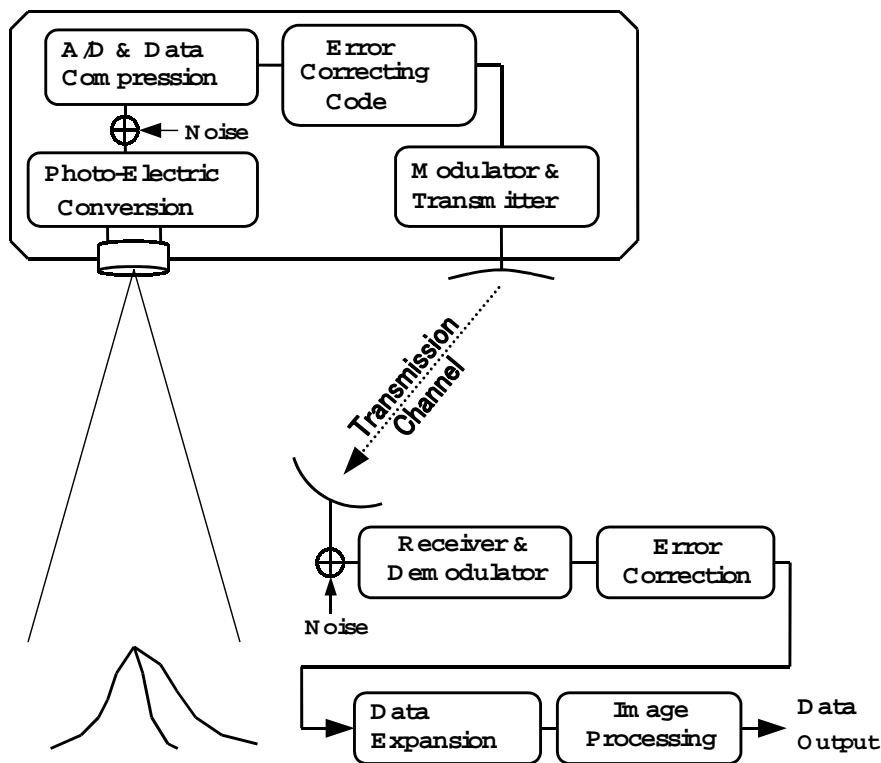 A/D & Data
Compression
Error
Correcting
Code
Noise
Photo-Electric
Conversion
Modulator &
Transmitter
Transmission
Channel
Receiver &
Demodulator
Error
Correction
Noise
Data
Expansion
Image
Processing
Data
Output